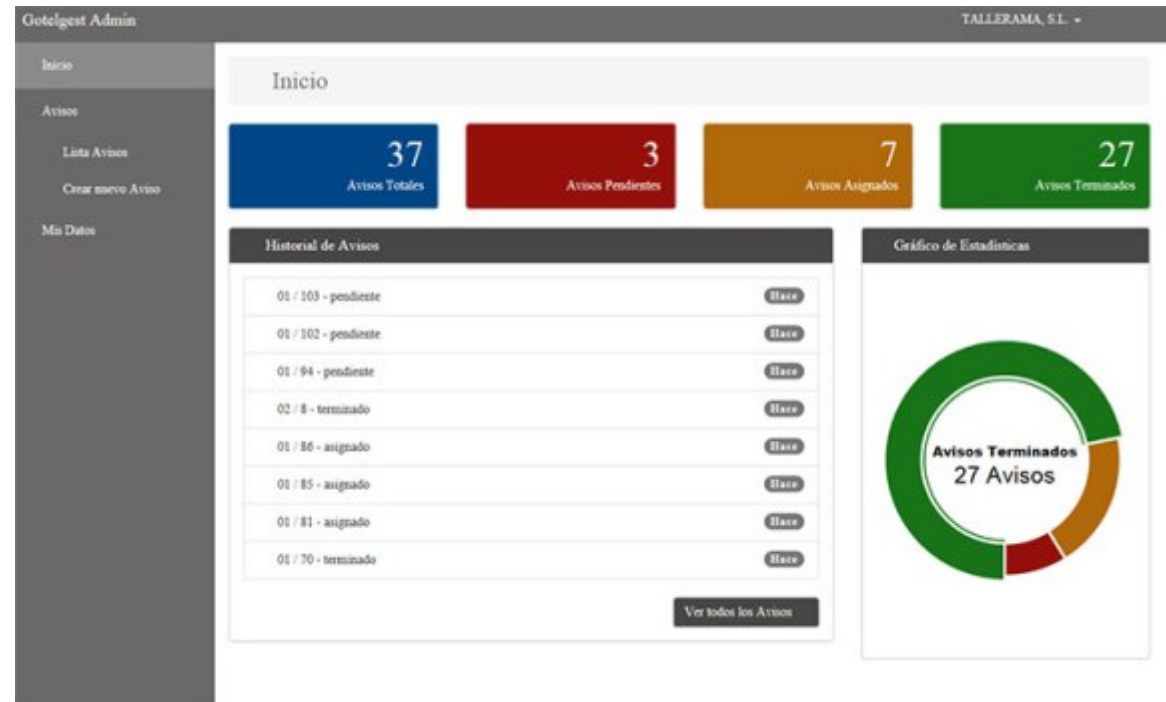 Gotelgest Admin
TALLERAMA, S.L.
Inicio
Avisos
Lista Avisos
Crear nuevo Aviso
Mis Datos
Inicio
37
Avisos Totales
3
Avisos Pendientes
7
Avisos Asignados
27
Avisos Terminados
Historial de Avisos
01 / 103 - pendiente
Hace
01 / 102 - pendiente
Hace
01 / 94 - pendiente
Hace
02 / 8 - terminado
Hace
01 / 86 - asignado
Hace
01 / 85 - asignado
Hace
01 / 81 - asignado
Hace
01 / 70 - terminado
Hace
Ver todos los Avisos
Gráfico de Estadísticas
Avisos Terminados
27 Avisos